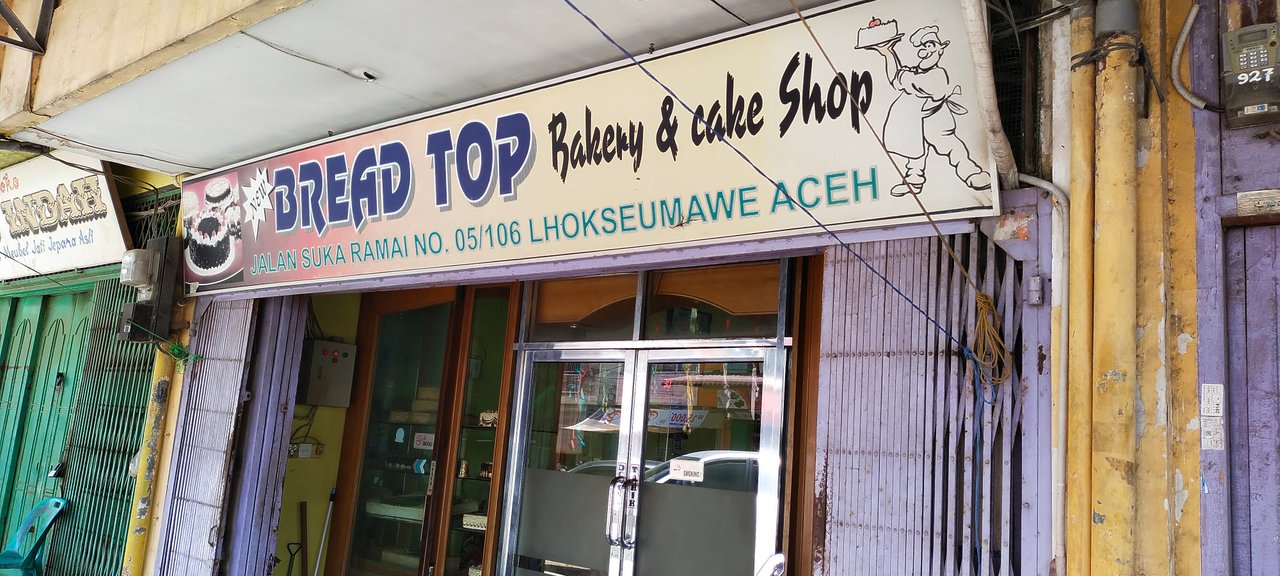 NEW BREAD TOP Bakery & cake Shop
JALAN SUKA RAMAI NO. 05/106 LHOKSEUMAWE ACEH
INDAH
Meubel Jati Jepara Asli
927
SMOKING